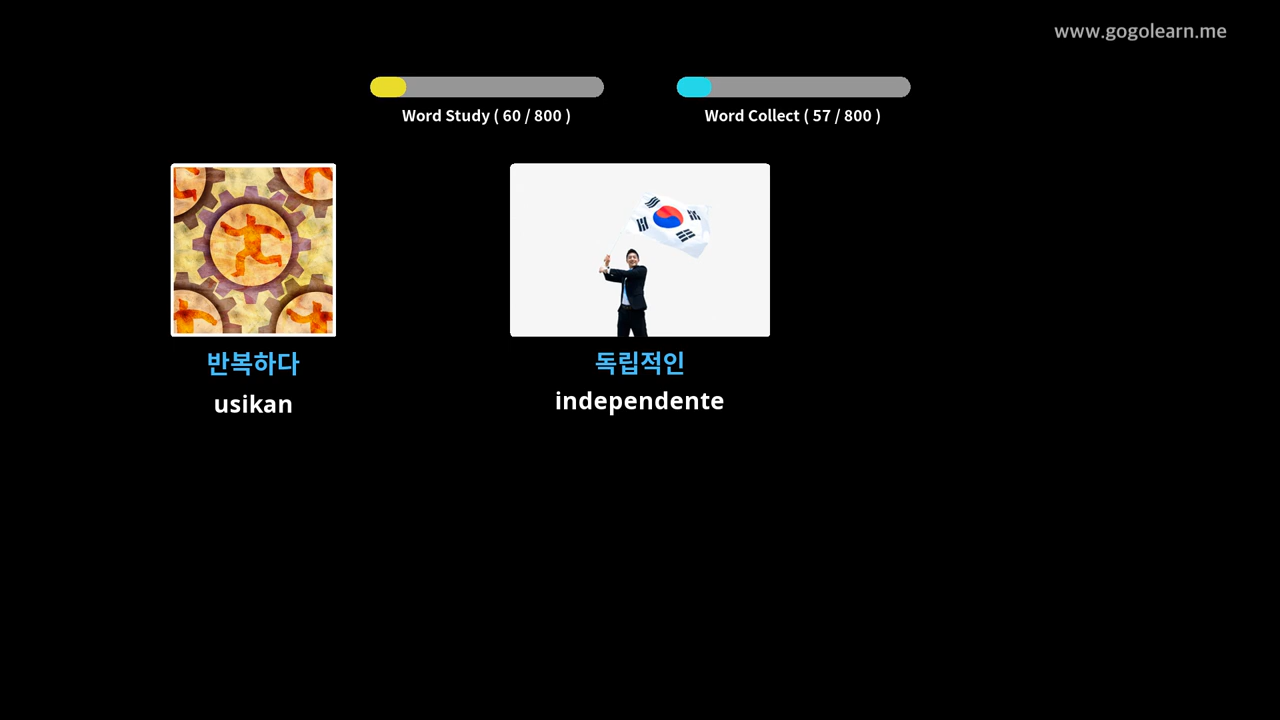 www.gogolearn.me
Word Study ( 60 / 800 )
Word Collect ( 57 / 800 )
반복하다
usikan
독립적인
independente